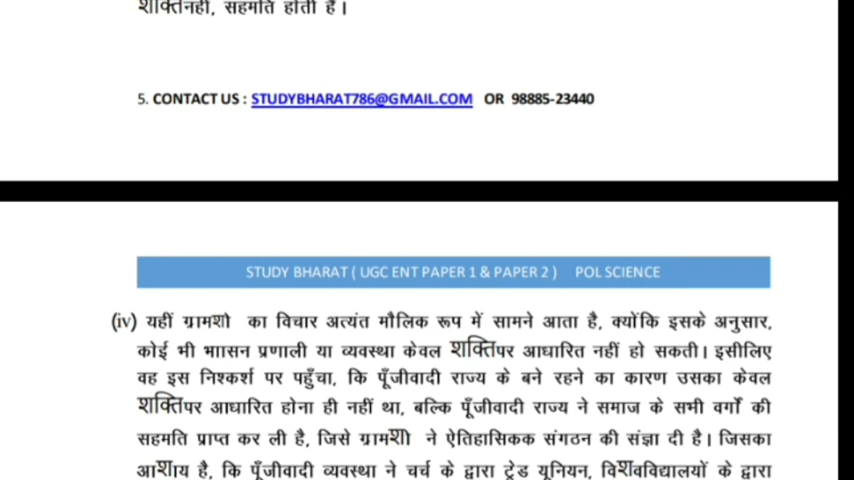 शक्तिनहीं, सहमति होती है।
5. CONTACT US : STUDYBHARAT786@GMAIL.COM OR 98885-23440
STUDY BHARAT ( UGC ENT PAPER 1 & PAPER 2 ) POL SCIENCE
(iv) यहीं ग्रामशो का विचार अत्यंत मौलिक रूप में सामने आता है, क्योंकि इसके अनुसार,
कोई भी भाासन प्रणाली या व्यवस्था केवल शक्तिपर आधारित नहीं हो सकती। इसीलिए
वह इस निश्कर्श पर पहुँचा, कि पूँजीवादी राज्य के बने रहने का कारण उसका केवल
शक्तिपर आधारित होना ही नहीं था, बल्कि पूँजीवादी राज्य ने समाज के सभी वर्गों की
सहमति प्राप्त कर ली है, जिसे ग्रामशी ने ऐतिहासिकक संगठन की संज्ञा दी है। जिसका
आशाय है, कि पूँजीवादी व्यवस्था ने चर्च के द्वारा ट्रेड यूनियन, विशवविद्यालयों के द्वारा